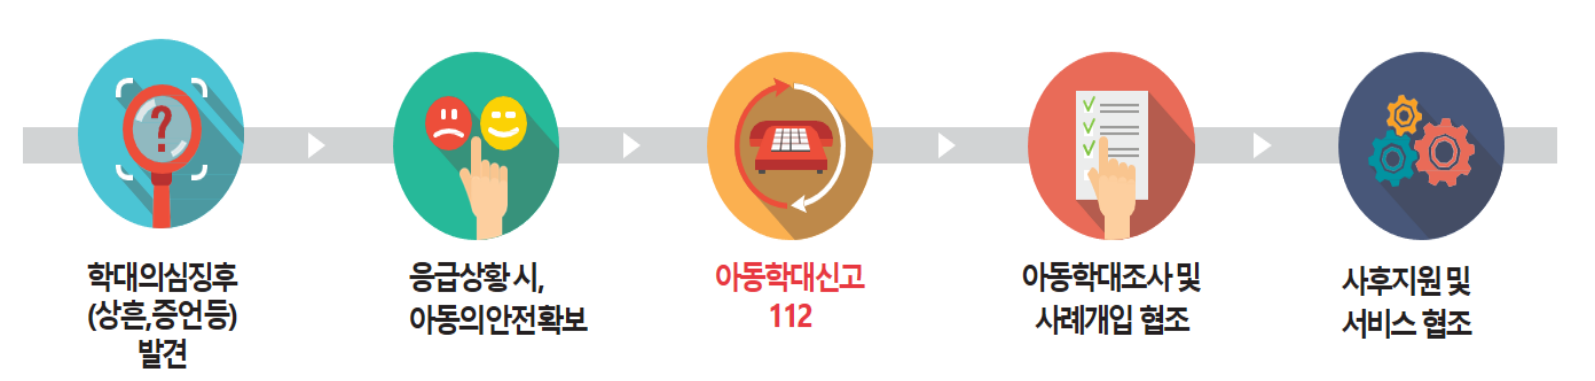 학대의심징후
(상흔,증언등)
발견
응급상황 시,
아동의안전확보
아동학대신고
112
아동학대조사 및
사례개입 협조
사후지원 및
서비스 협조